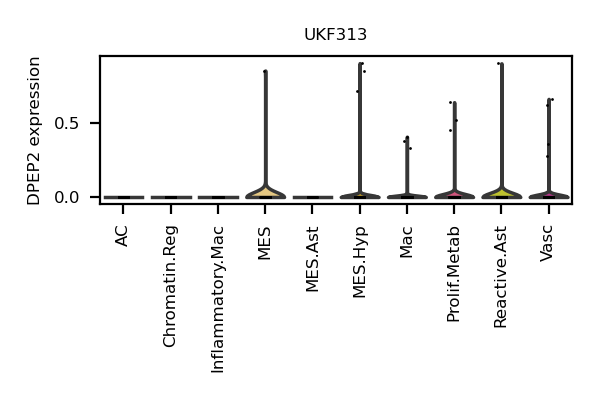 UKF313
DPEP2 expression
0.5
0.0
AC
Chromatin.Reg
Inflammatory.Mac
MES
MES.Ast
MES.Hyp
Mac
Prolif.Metab
Reactive.Ast
Vasc